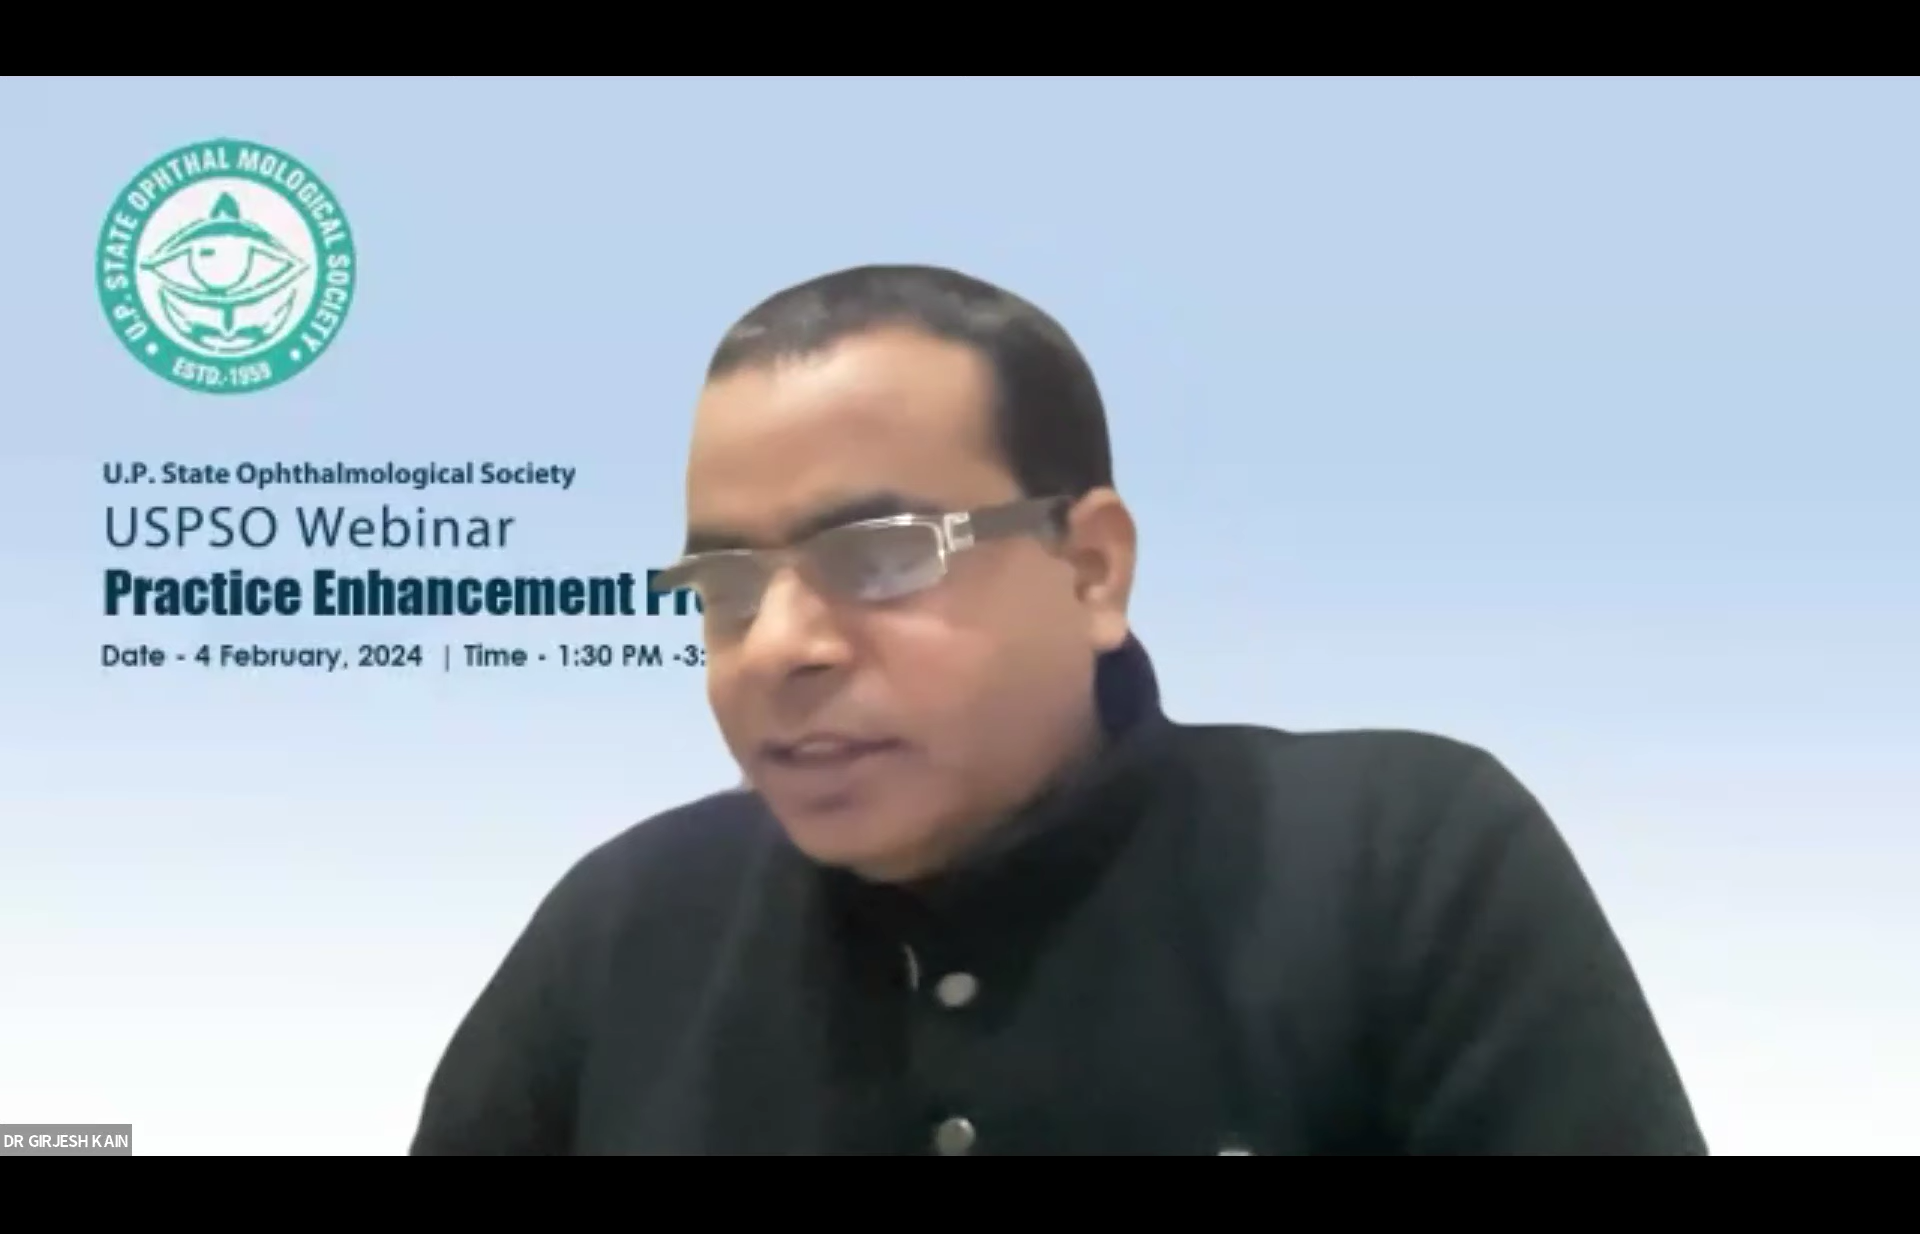 U.P. STATE OPHTHAL MOLOGICAL SOCIETY
ESTD.-1959
U.P. State Ophthalmological Society
USPSO Webinar
Practice Enhancement
Date - 4 February, 2024 | Time - 1:30 PM -3:
DR GIRJESH KAIN